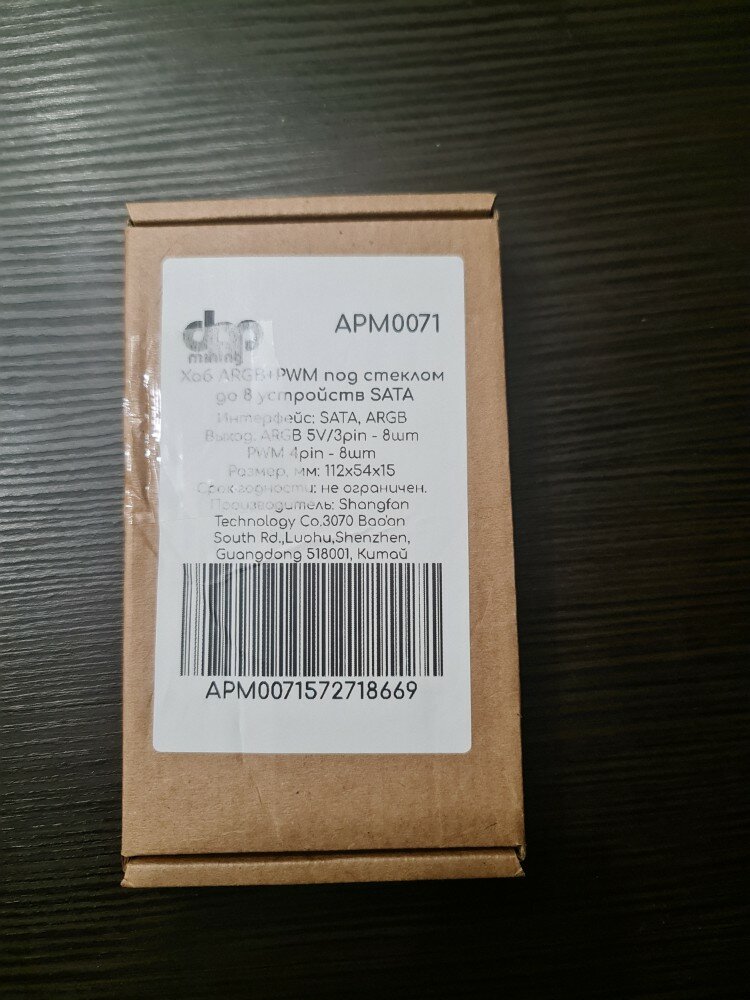 dnp
mining
APM0071
Хаб ARGB+PWM под стеклом
до 8 устройств SATA
Интерфейс: SATA, ARGB
Выход: ARGB 5V/3pin - 8шт
PWM 4pin - 8шт
Размер, мм: 112x54x15
Срок годности: не ограничен.
Производитель: Shangfan
Technology Co.3070 Bao'an
South Rd.,Luohu,Shenzhen,
Guangdong 518001, Китай
APM0071572718669